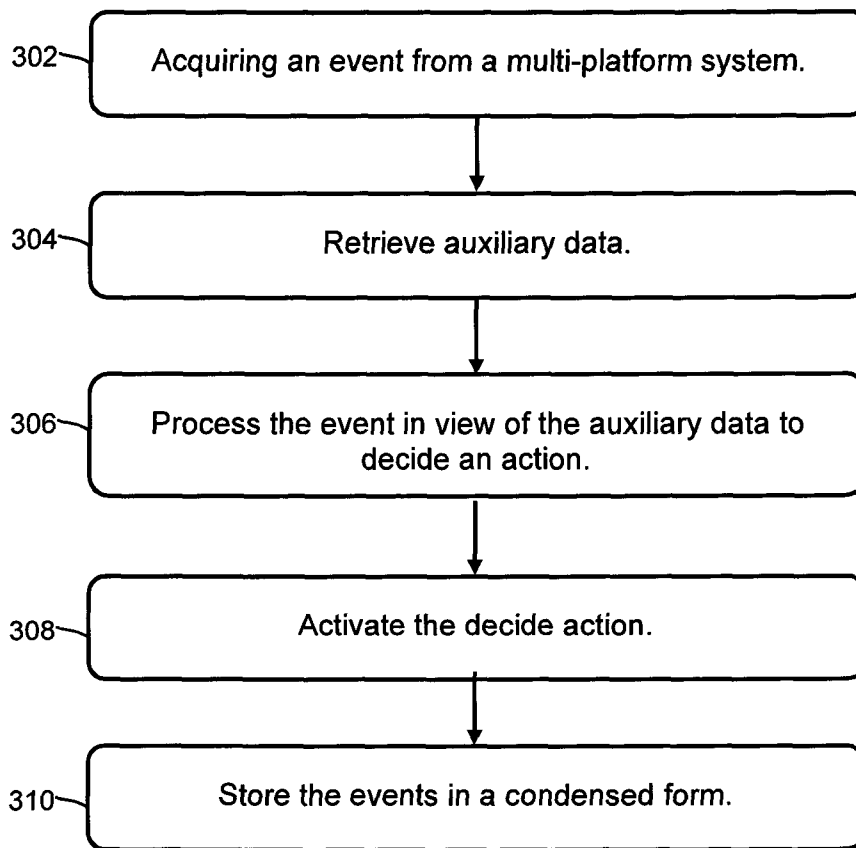 302
Acquiring an event from a multi-platform system.
304
Retrieve auxiliary data.
306
Process the event in view of the auxiliary data to
decide an action.
308
Activate the decide action.
310
Store the events in a condensed form.